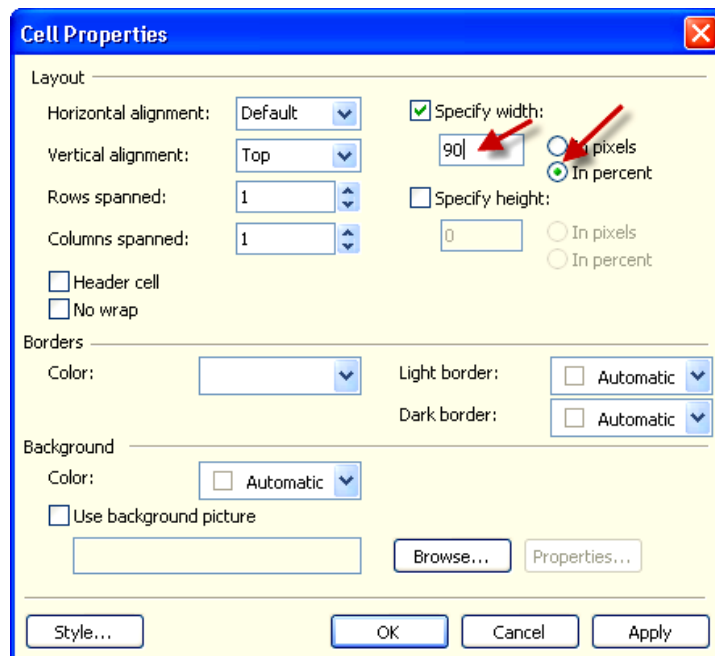 Cell Properties
Layout
Horizontal alignment: Default
Specify width:
Vertical alignment: Top
90
In pixels
In percent
Rows spanned: 1
Specify height:
Columns spanned: 1
0
In pixels
In percent
Header cell
No wrap
Borders
Color:
Light border: Automatic
Dark border: Automatic
Background
Color: Automatic
Use background picture
Browse... Properties...
Style... OK Cancel Apply